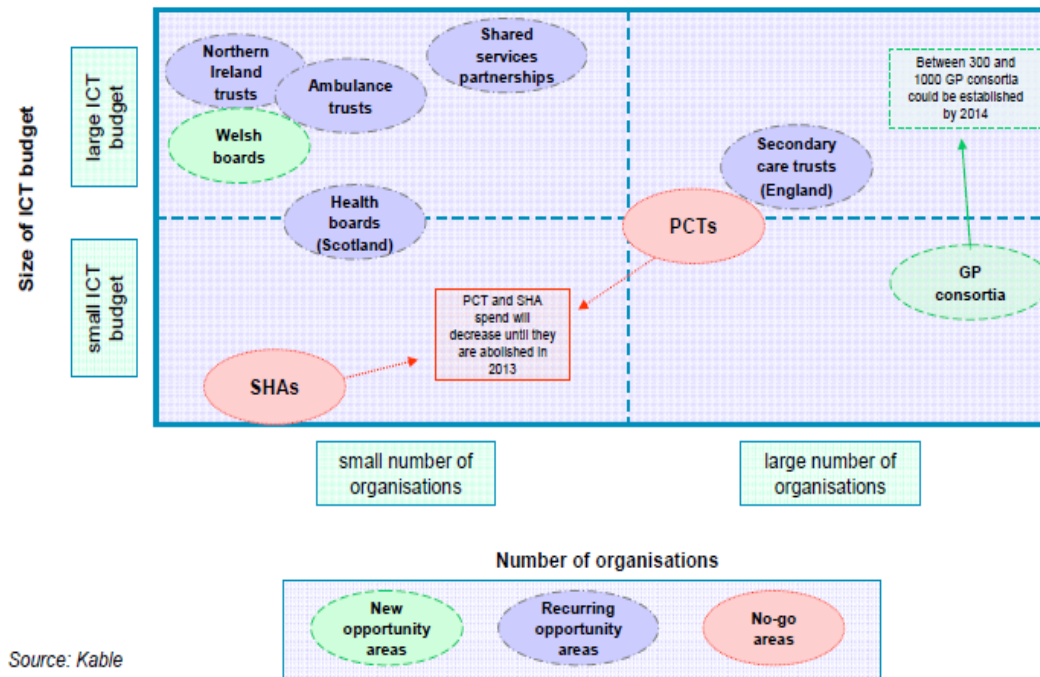 Size of ICT budget
large ICT
budget
small ICT
budget
Northern
Ireland
trusts
Ambulance
trusts
Shared
services
partnerships
Welsh
boards
Health
boards
(Scotland)
Between 300 and
1000 GP consortia
could be established
by 2014
Secondary
care trusts
(England)
PCTs
GP
consortia
PCT and SHA
spend will
decrease until they
are abolished in
2013
SHAs
small number of
organisations
large number of
organisations
Number of organisations
New
opportunity
areas
Recurring
opportunity
areas
No-go
areas
Source: Kable